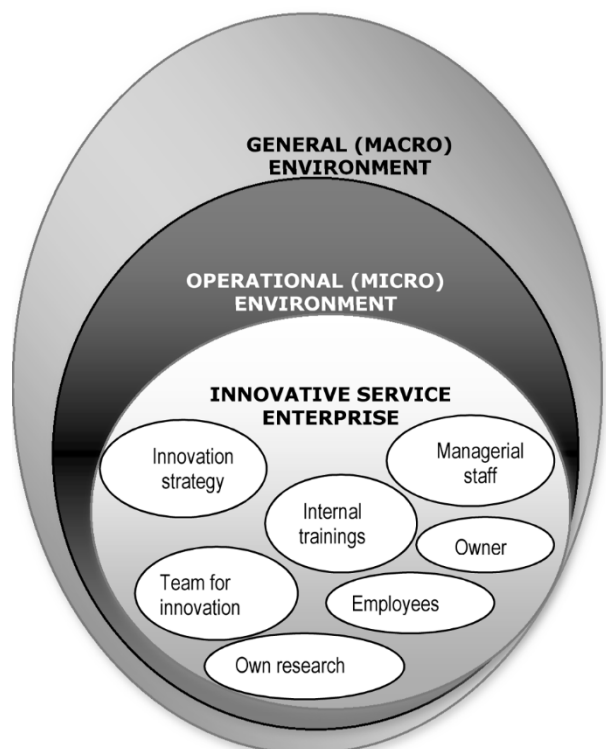 GENERAL (MACRO)
ENVIRONMENT
OPERATIONAL (MICRO)
ENVIRONMENT
INNOVATIVE SERVICE
ENTERPRISE
Innovation
strategy
Managerial
staff
Internal
trainings
Owner
Team for
innovation
Employees
Own research